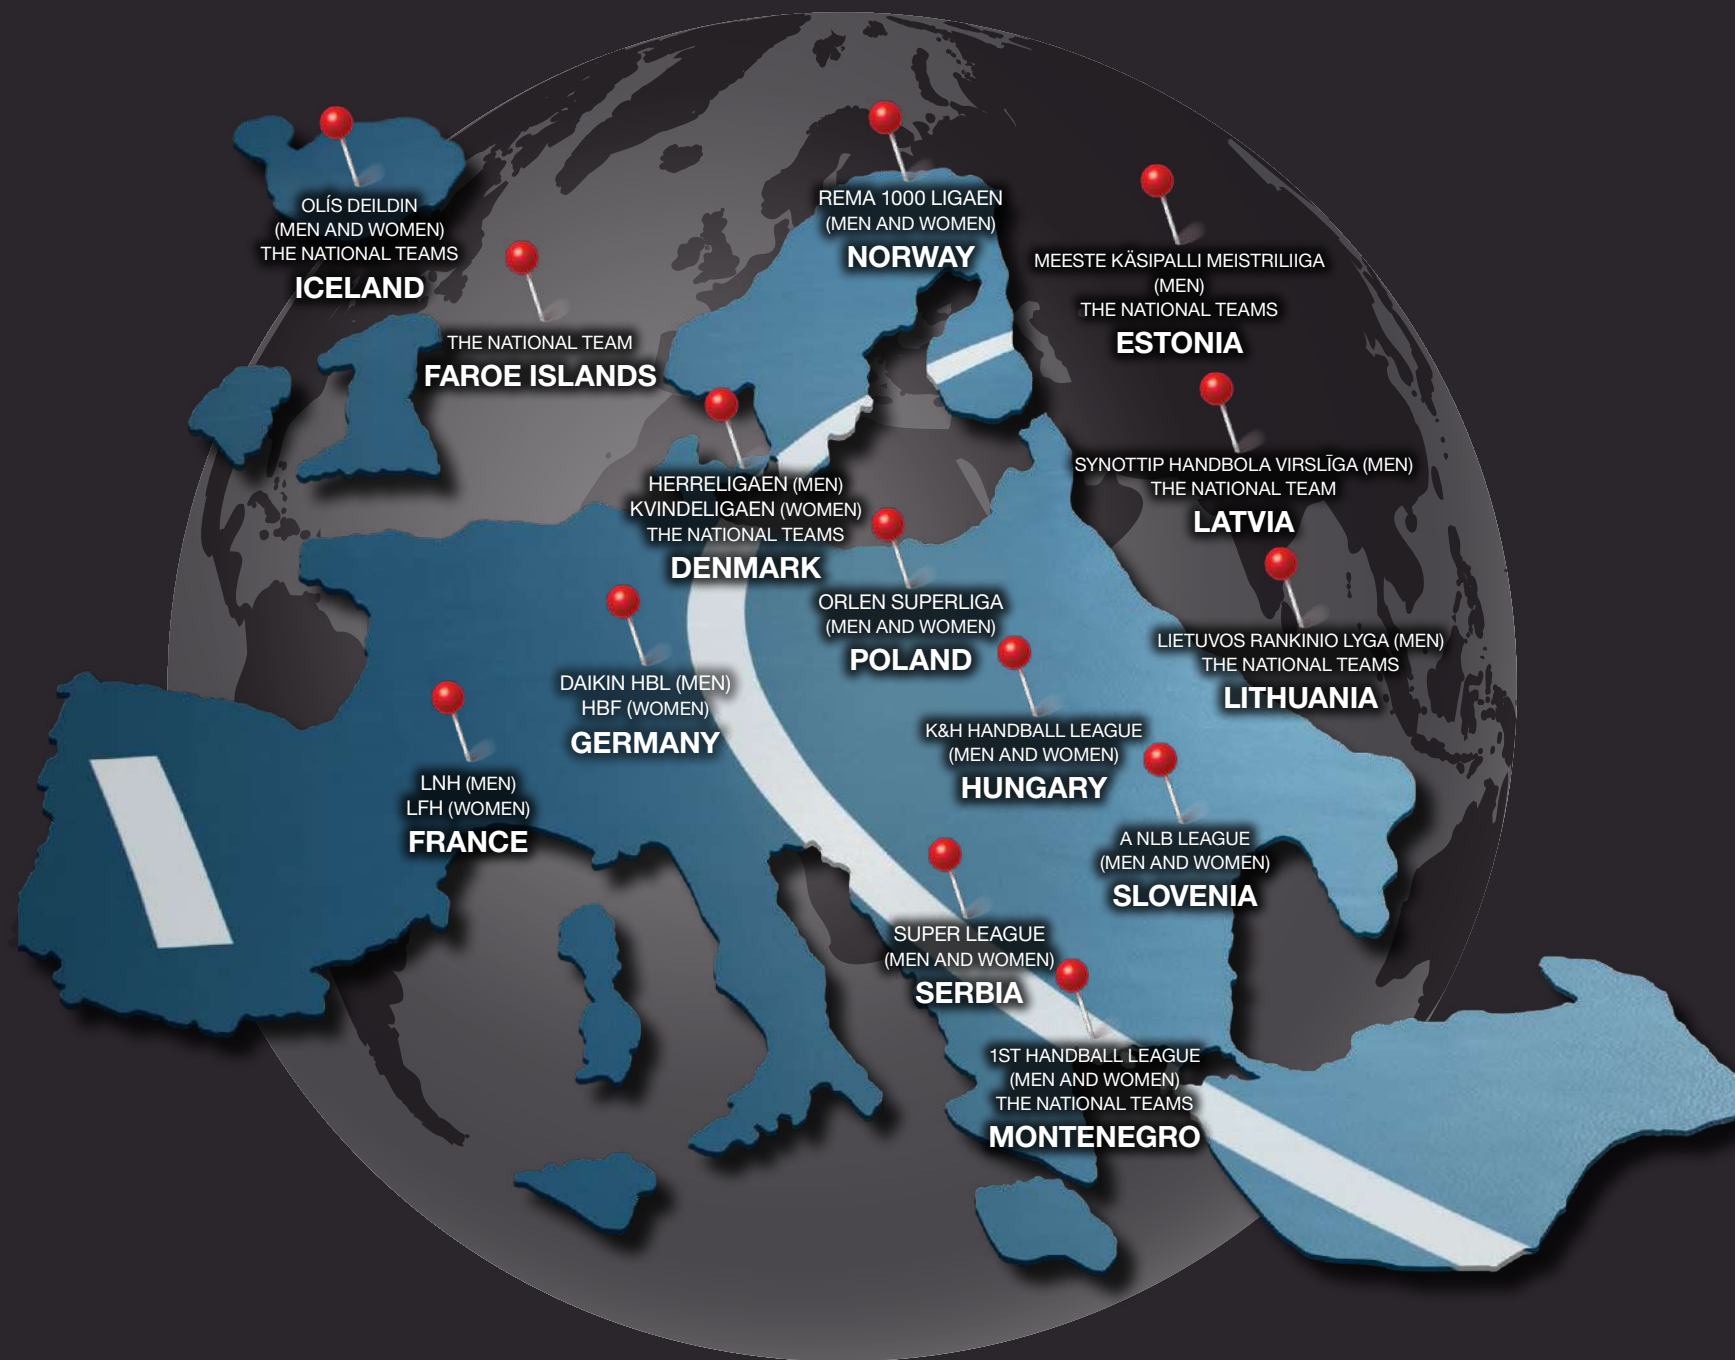 OLÍS DEILDIN
(MEN AND WOMEN)
THE NATIONAL TEAMS
ICELAND
THE NATIONAL TEAM
FAROE ISLANDS
REMA 1000 LIGAEN
(MEN AND WOMEN)
NORWAY
MEESTE KÄSIPALLI MEISTRILIIGA
(MEN)
THE NATIONAL TEAMS
ESTONIA
SYNOTTIP HANDBOLA VIRSLĪGA (MEN)
THE NATIONAL TEAM
LATVIA
HERRELIGAEN (MEN)
KVINDELIGAEN (WOMEN)
THE NATIONAL TEAMS
DENMARK
ORLEN SUPERLIGA
(MEN AND WOMEN)
POLAND
LIETUVOS RANKINIO LYGA (MEN)
THE NATIONAL TEAMS
LITHUANIA
DAIKIN HBL (MEN)
HBF (WOMEN)
GERMANY
K&H HANDBALL LEAGUE
(MEN AND WOMEN)
HUNGARY
LNH (MEN)
LFH (WOMEN)
FRANCE
A NLB LEAGUE
(MEN AND WOMEN)
SLOVENIA
SUPER LEAGUE
(MEN AND WOMEN)
SERBIA
1ST HANDBALL LEAGUE
(MEN AND WOMEN)
THE NATIONAL TEAMS
MONTENEGRO